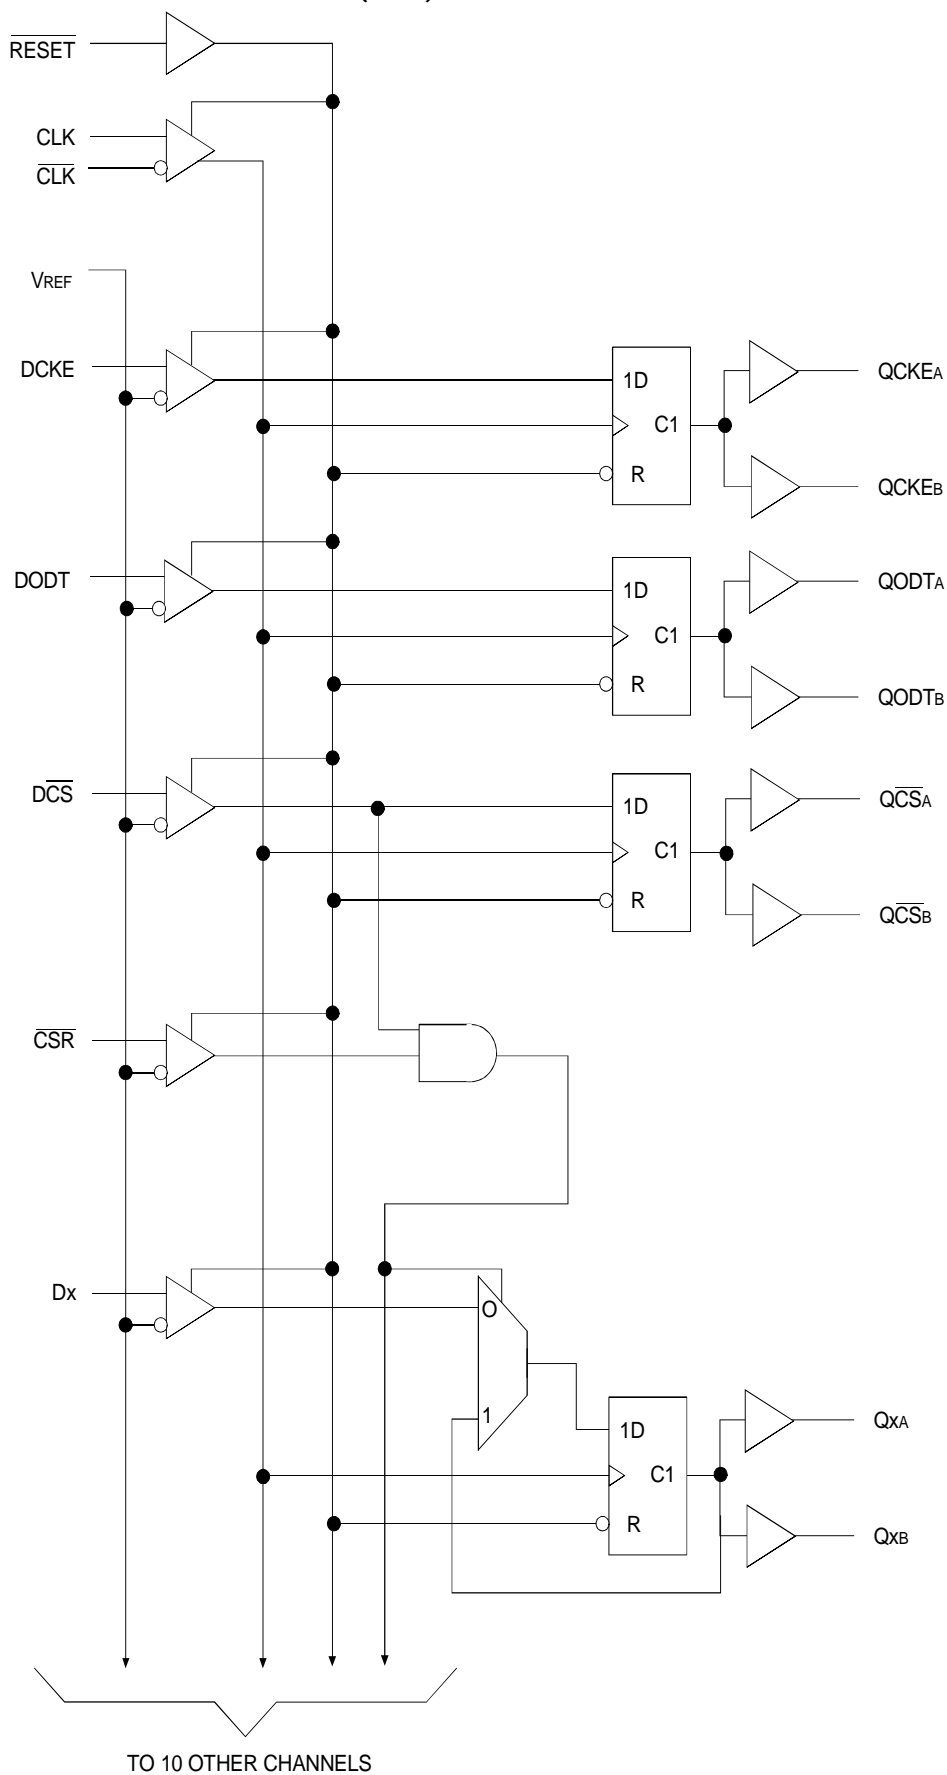 RESET
CLK
CLK
VREF
DCKE
1D
C1
R
QCKEA
QCKEB
DODT
1D
C1
R
QODTA
QODTB
DCS
1D
C1
R
QCSA
QCSB
CSR
Dx
O
1
1D
C1
R
QxA
QxB
TO 10 OTHER CHANNELS